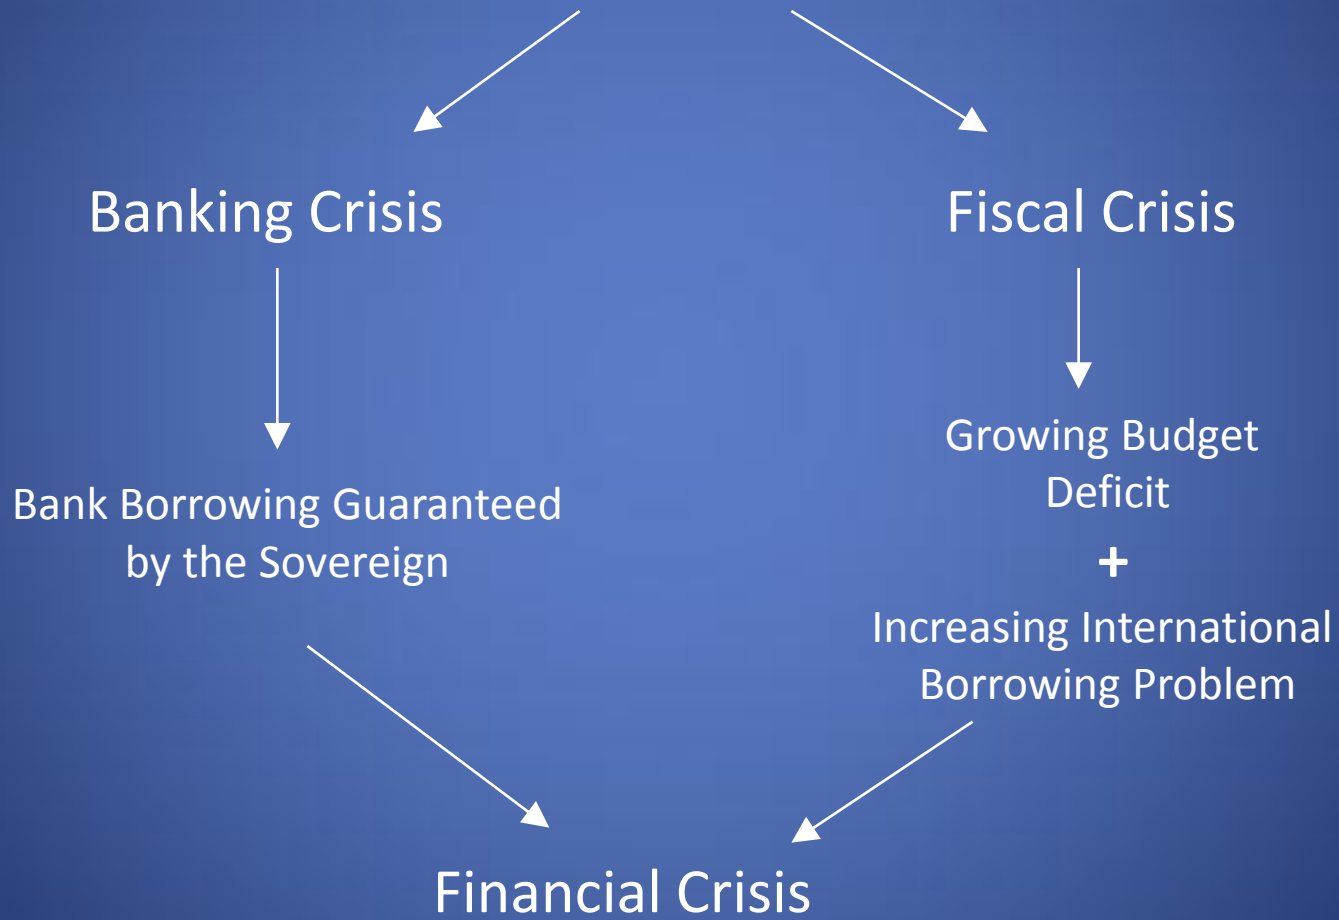 Banking Crisis
Fiscal Crisis
Bank Borrowing Guaranteed
by the Sovereign
Growing Budget
Deficit
+
Increasing International
Borrowing Problem
Financial Crisis